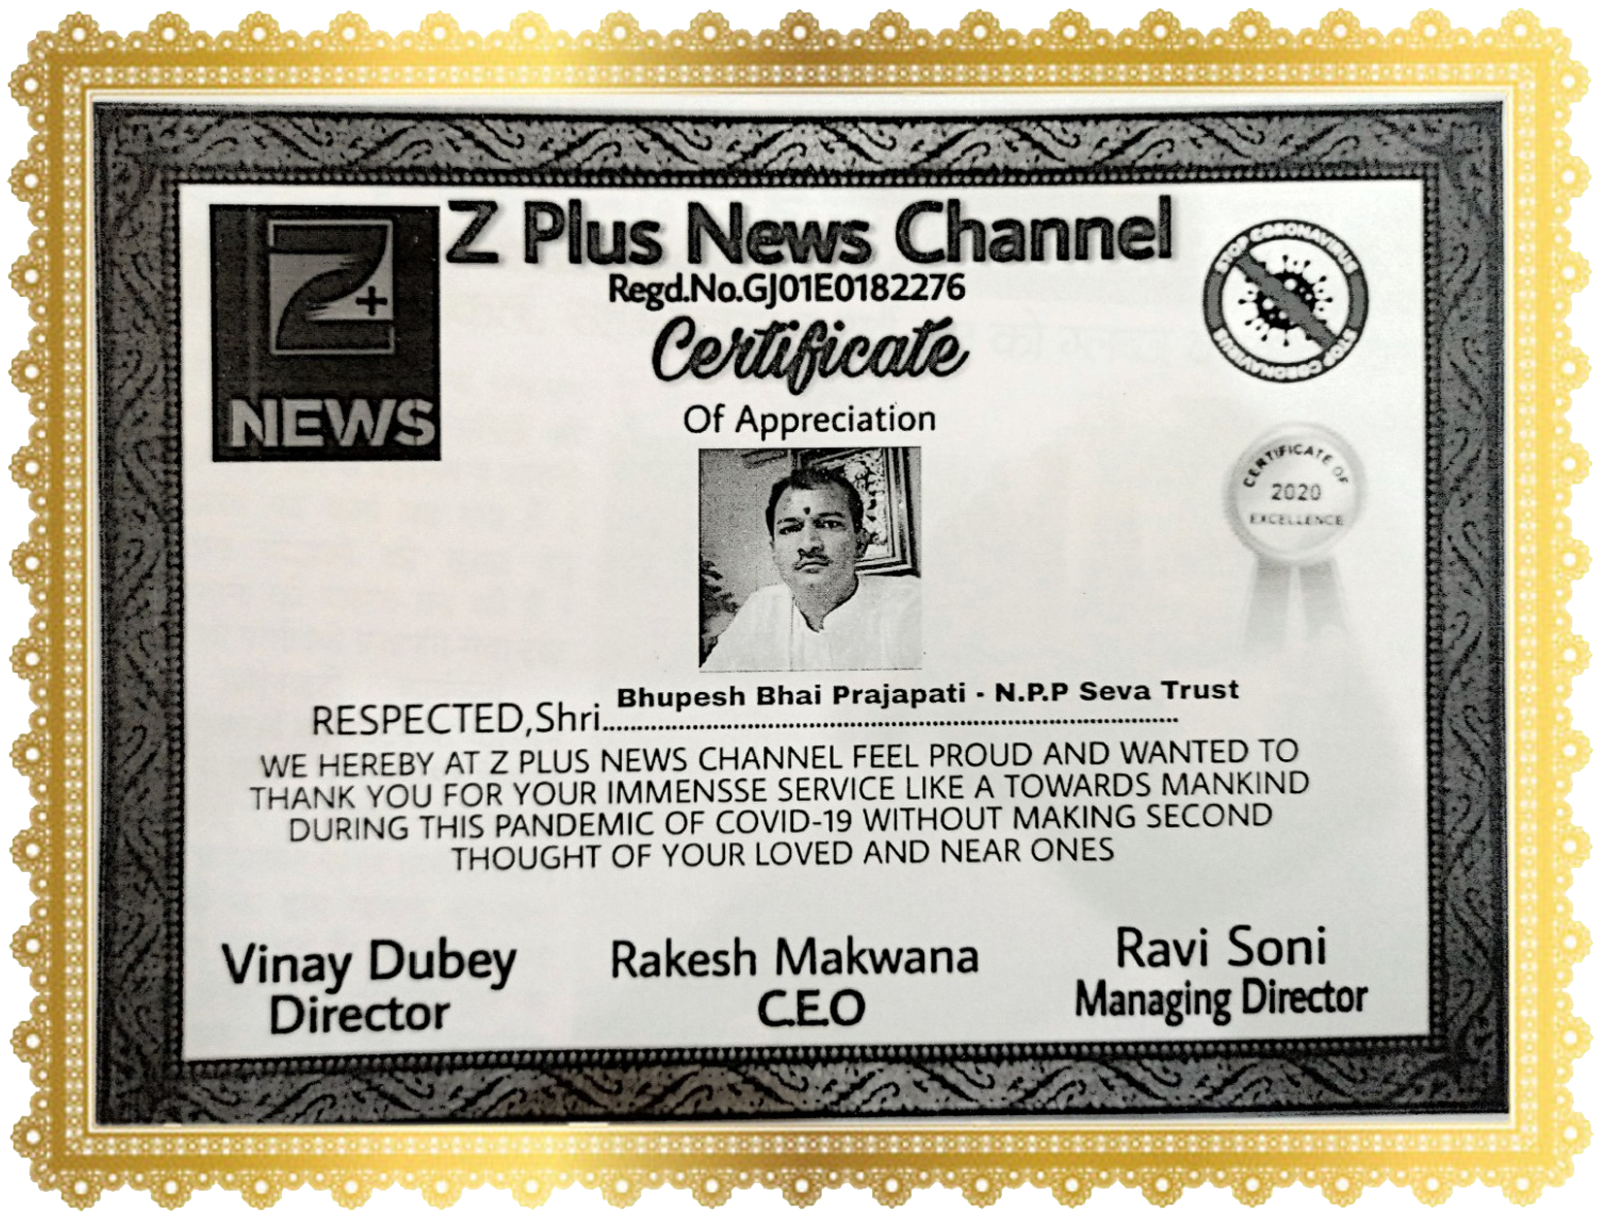 Z Plus News Channel
Regd.No.GJ01E0182276
Z+
NEWS
STOP CORONAVIRUS
STOP CORONAVIRUS
Certificate
Of Appreciation
CERTIFICATE OF
2020
EXCELLENCE
Bhupesh Bhai Prajapati - N.P.P Seva Trust
RESPECTED,Shri................................................................
WE HEREBY AT Z PLUS NEWS CHANNEL FEEL PROUD AND WANTED TO
THANK YOU FOR YOUR IMMENSSE SERVICE LIKE A TOWARDS MANKIND
DURING THIS PANDEMIC OF COVID-19 WITHOUT MAKING SECOND
THOUGHT OF YOUR LOVED AND NEAR ONES
Vinay Dubey
Director
Rakesh Makwana
C.E.O
Ravi Soni
Managing Director